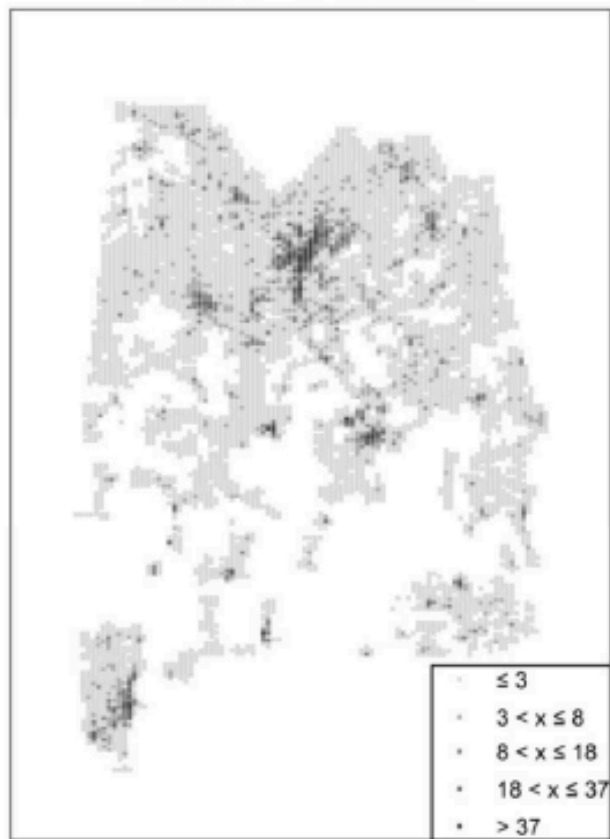 ≤ 3
3 < x ≤ 8
8 < x ≤ 18
18 < x ≤ 37
> 37